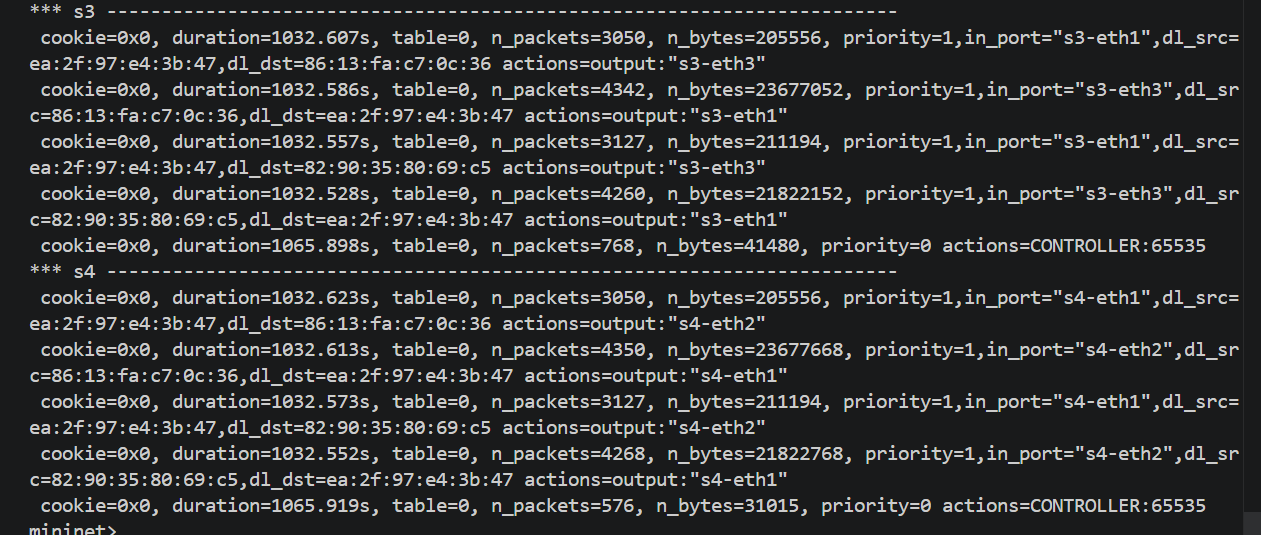 *** s3 ------------------------------------------------------------------------
cookie=0x0, duration=1032.607s, table=0, n_packets=3050, n_bytes=205556, priority=1,in_port="s3-eth1",dl_src=
ea:2f:97:e4:3b:47,dl_dst=86:13:fa:c7:0c:36 actions=output:"s3-eth3"
cookie=0x0, duration=1032.586s, table=0, n_packets=4342, n_bytes=23677052, priority=1,in_port="s3-eth3",dl_sr
c=86:13:fa:c7:0c:36,dl_dst=ea:2f:97:e4:3b:47 actions=output:"s3-eth1"
cookie=0x0, duration=1032.557s, table=0, n_packets=3127, n_bytes=211194, priority=1,in_port="s3-eth1",dl_src=
ea:2f:97:e4:3b:47,dl_dst=82:90:35:80:69:c5 actions=output:"s3-eth3"
cookie=0x0, duration=1032.528s, table=0, n_packets=4260, n_bytes=21822152, priority=1,in_port="s3-eth3",dl_sr
c=82:90:35:80:69:c5,dl_dst=ea:2f:97:e4:3b:47 actions=output:"s3-eth1"
cookie=0x0, duration=1065.898s, table=0, n_packets=768, n_bytes=41480, priority=0 actions=CONTROLLER:65535
*** s4 ------------------------------------------------------------------------
cookie=0x0, duration=1032.623s, table=0, n_packets=3050, n_bytes=205556, priority=1,in_port="s4-eth1",dl_src=
ea:2f:97:e4:3b:47,dl_dst=86:13:fa:c7:0c:36 actions=output:"s4-eth2"
cookie=0x0, duration=1032.613s, table=0, n_packets=4350, n_bytes=23677668, priority=1,in_port="s4-eth2",dl_sr
c=86:13:fa:c7:0c:36,dl_dst=ea:2f:97:e4:3b:47 actions=output:"s4-eth1"
cookie=0x0, duration=1032.573s, table=0, n_packets=3127, n_bytes=211194, priority=1,in_port="s4-eth1",dl_src=
ea:2f:97:e4:3b:47,dl_dst=82:90:35:80:69:c5 actions=output:"s4-eth2"
cookie=0x0, duration=1032.552s, table=0, n_packets=4268, n_bytes=21822768, priority=1,in_port="s4-eth2",dl_sr
c=82:90:35:80:69:c5,dl_dst=ea:2f:97:e4:3b:47 actions=output:"s4-eth1"
cookie=0x0, duration=1065.919s, table=0, n_packets=576, n_bytes=31015, priority=0 actions=CONTROLLER:65535
mininet>